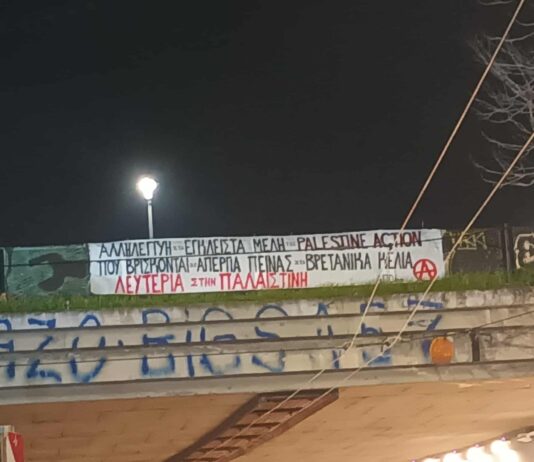 ΑΛΛΗΛΕΓΓΥΗ ΣΤΑ ΕΓΚΛΕΙΣΤΑ ΜΕΛΗ ΤΗΣ PALESTINE ACTION
ΠΟΥ ΒΡΙΣΚΟΝΤΑΙ ΣΕ ΑΠΕΡΓΙΑ ΠΕΙΝΑΣ ΣΤΑ ΒΡΕΤΑΝΙΚΑ ΚΕΛΙΑ
ΛΕΥΤΕΡΙΑ ΣΤΗΝ ΠΑΛΑΙΣΤΙΝΗ